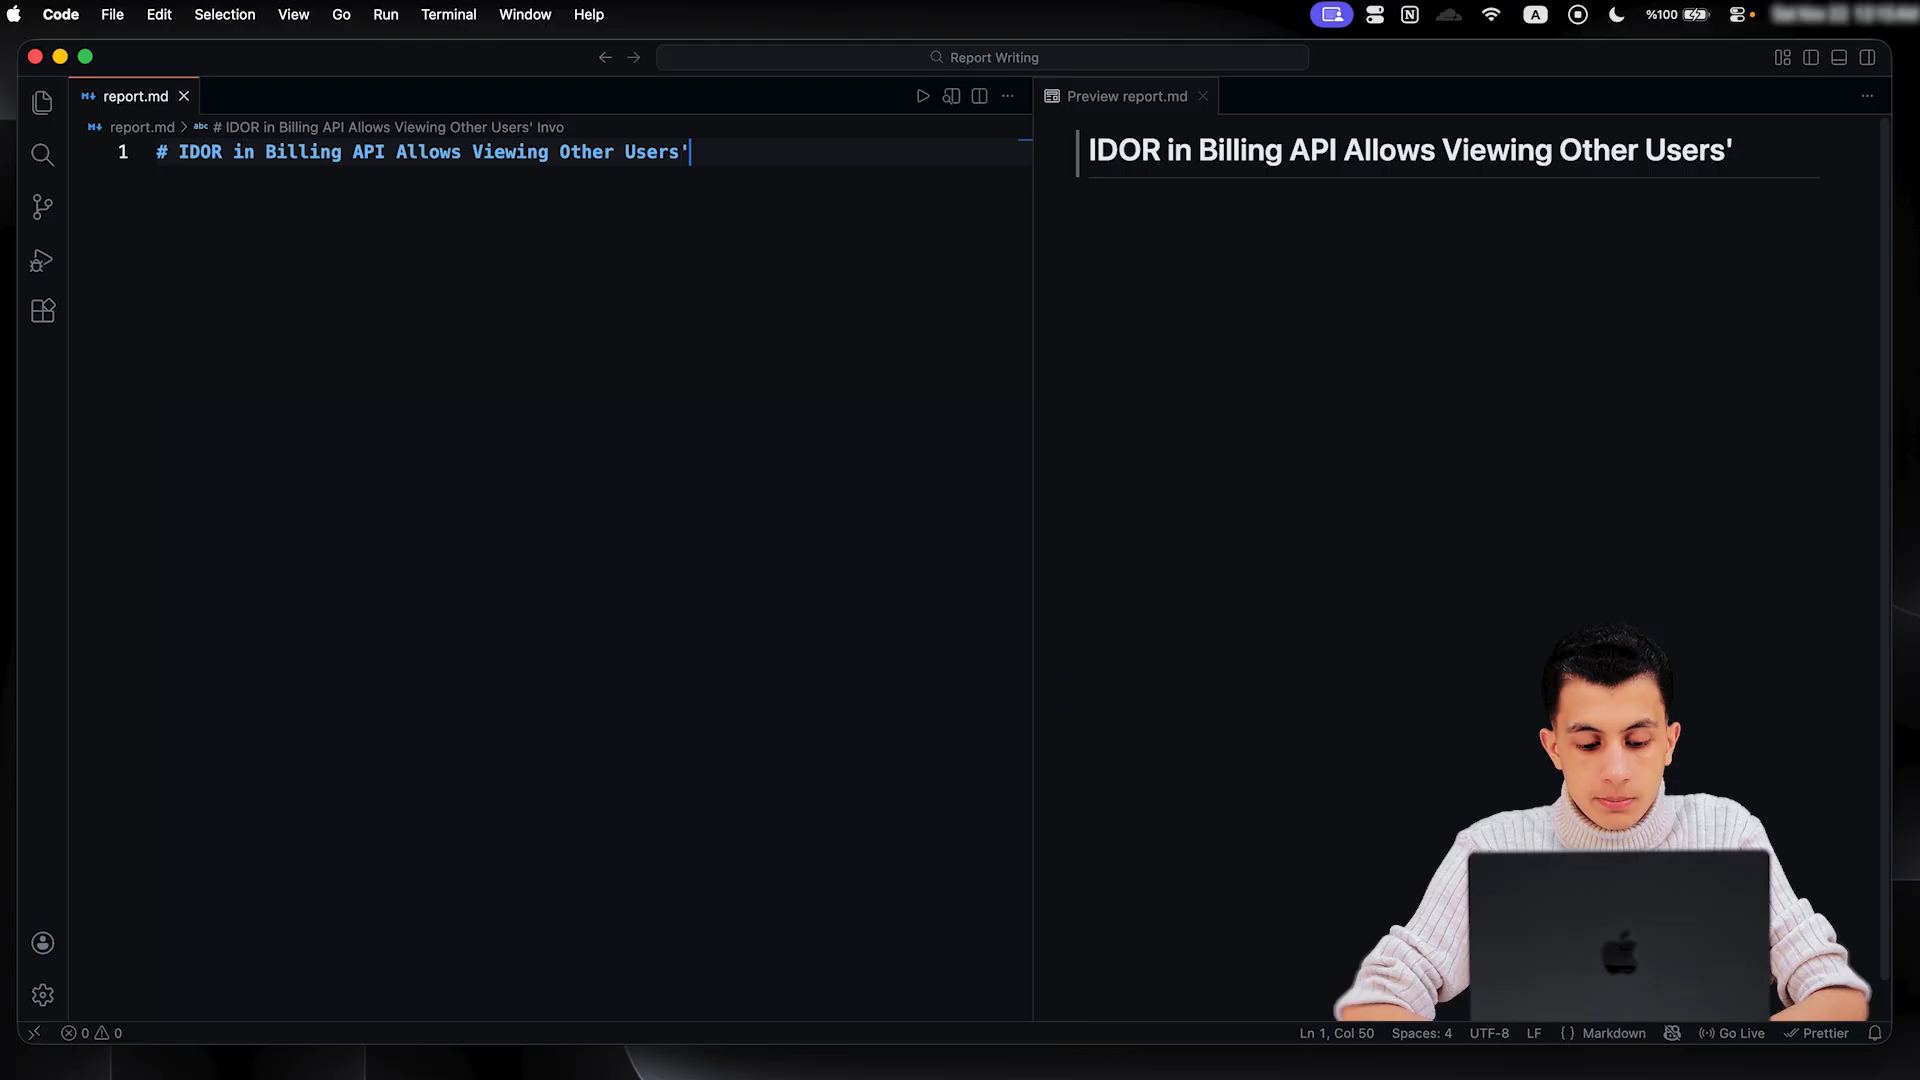 Code File Edit Selection View Go Run Terminal Window Help
N A %100
Report Writing
report.md
Preview report.md
report.md > abc # IDOR in Billing API Allows Viewing Other Users' Invo
1 # IDOR in Billing API Allows Viewing Other Users'
IDOR in Billing API Allows Viewing Other Users'
0 0
Ln 1, Col 50 Spaces: 4 UTF-8 LF { } Markdown Go Live Prettier